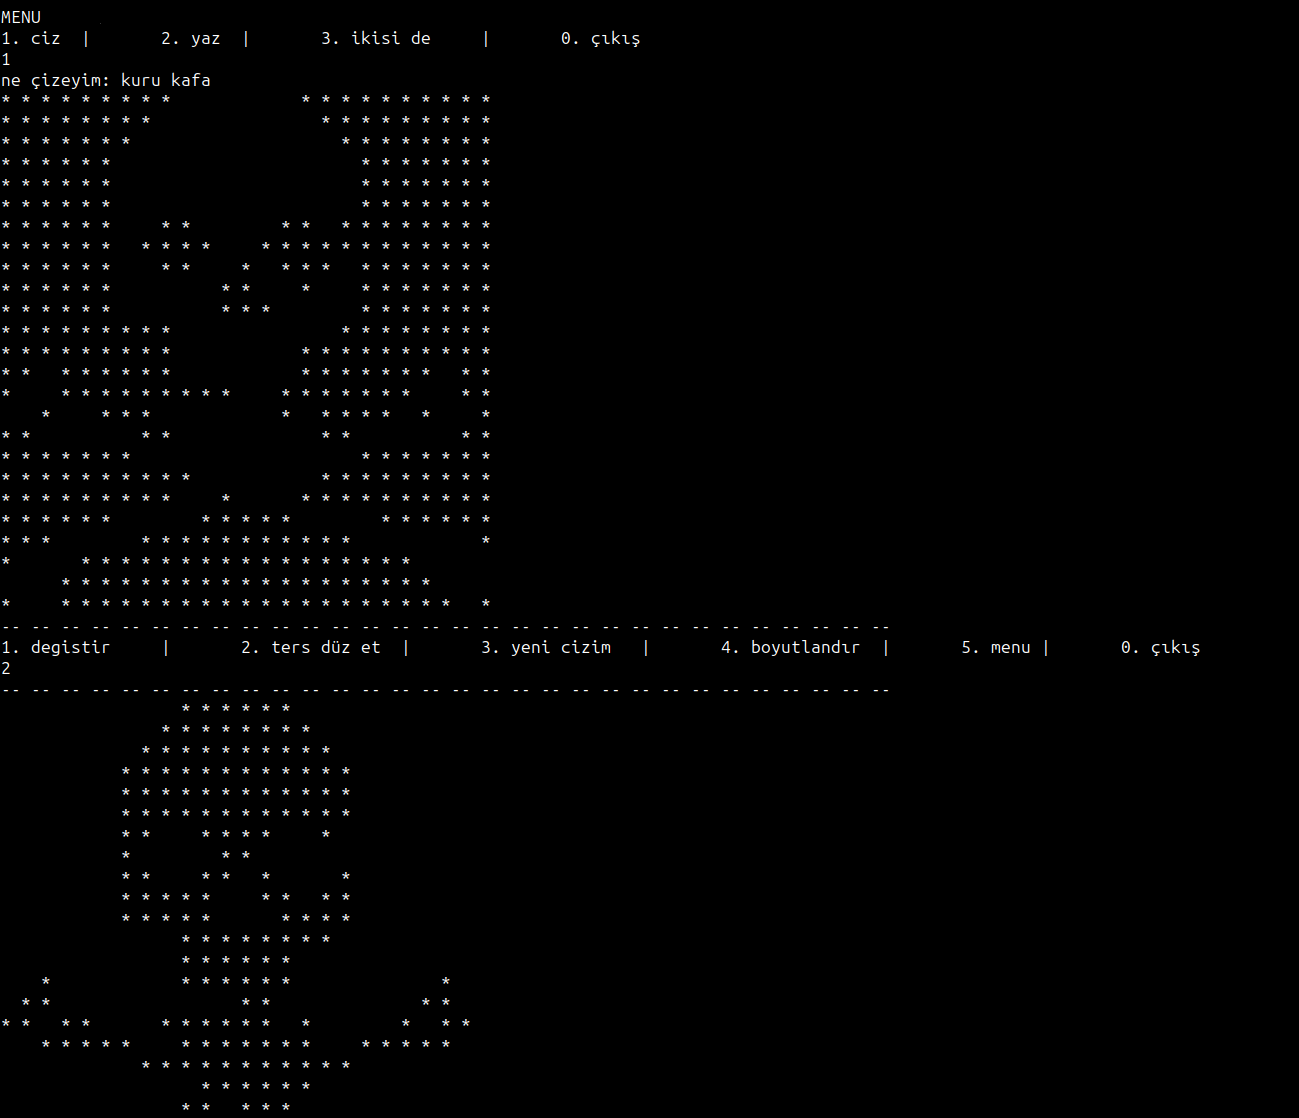 MENU
1. ciz | 2. yaz | 3. ikisi de | 0. çıkış
1
ne çizeyim: kuru kafa
1. degistir | 2. ters düz et | 3. yeni cizim | 4. boyutlandır | 5. menu | 0. çıkış
2